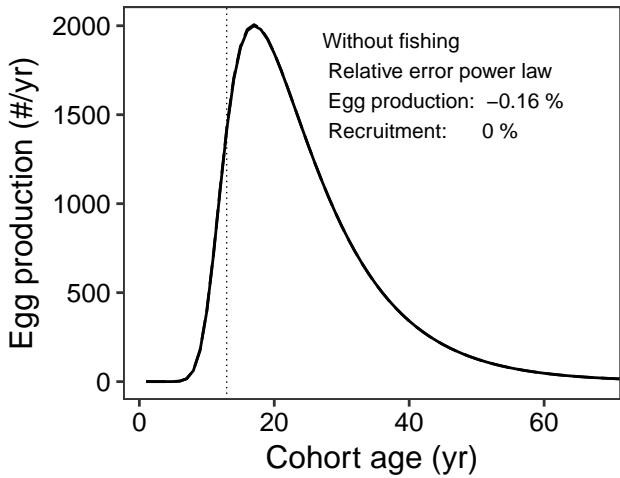 Egg production (#/yr)
2000
1500
1000
500
0
Without fishing
Relative error power law
Egg production: −0.16 %
Recruitment: 0 %
0 20 40 60
Cohort age (yr)